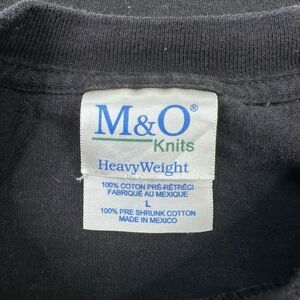 M&O®
Knits
HeavyWeight
100% COTON PRÉ-RÉTRÉCI
FABRIQUÉ AU MEXIQUE
L
100% PRE SHRUNK COTTON
MADE IN MEXICO